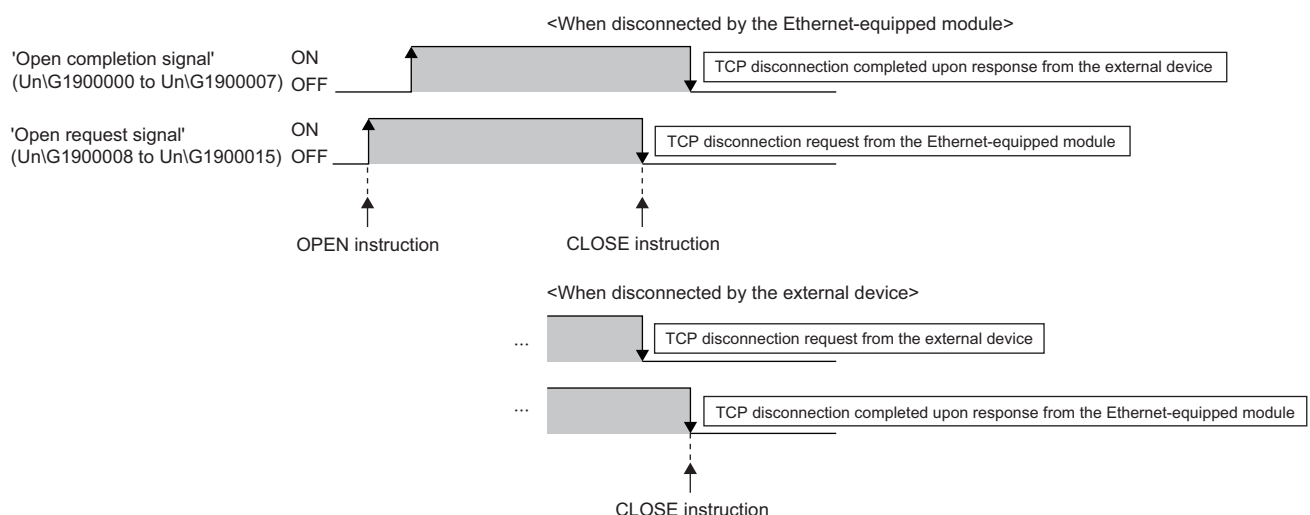 <When disconnected by the Ethernet-equipped module>
'Open completion signal'
(Un\G1900000 to Un\G1900007)
ON
OFF
TCP disconnection completed upon response from the external device
'Open request signal'
(Un\G1900008 to Un\G1900015)
ON
OFF
TCP disconnection request from the Ethernet-equipped module
OPEN instruction
CLOSE instruction
<When disconnected by the external device>
...
TCP disconnection request from the external device
...
TCP disconnection completed upon response from the Ethernet-equipped module
CLOSE instruction